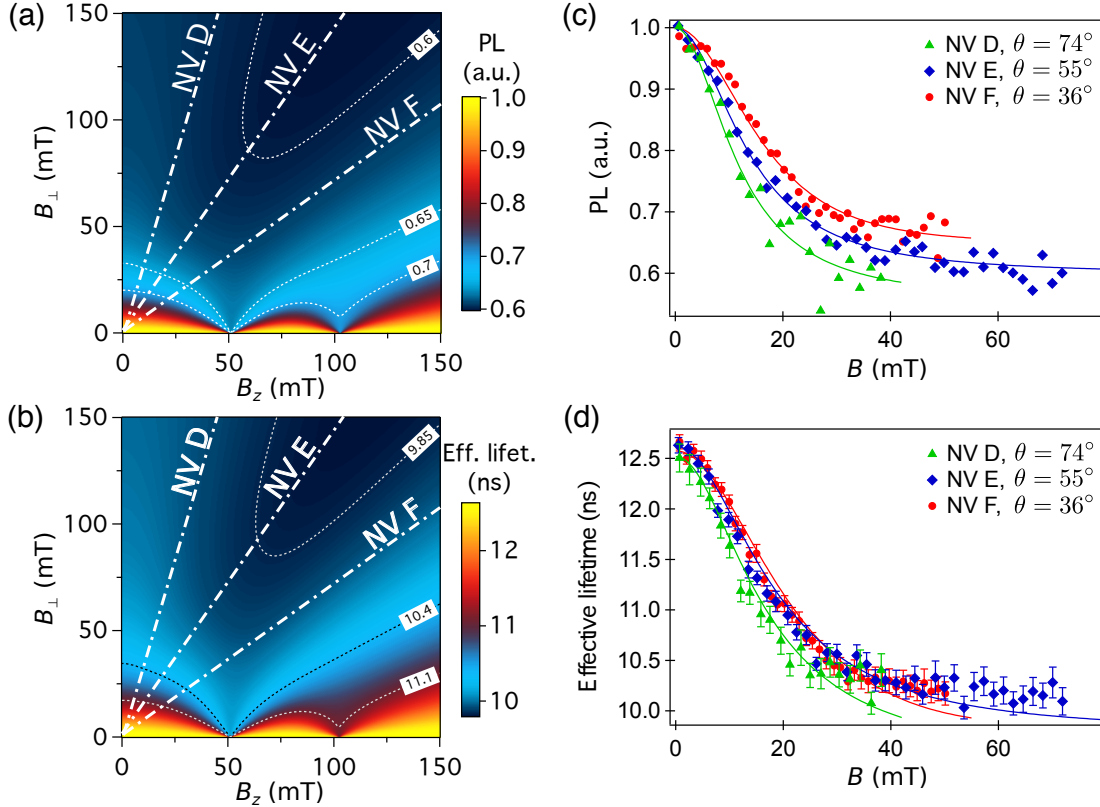 (a)
NV D
NV E
NV F
0.6
0.65
0.7
150
100
50
0
B⊥ (mT)
0 50 100 150
B_z (mT)
PL
(a.u.)
1.0
0.9
0.8
0.7
0.6
(c)
NV D, θ = 74°
NV E, θ = 55°
NV F, θ = 36°
1.0
0.9
0.8
0.7
0.6
PL (a.u.)
0 20 40 60
B (mT)
(b)
NV D
NV E
NV F
9.85
10.4
11.1
150
100
50
0
B⊥ (mT)
0 50 100 150
B_z (mT)
Eff. lifet.
(ns)
12
11
10
(d)
NV D, θ = 74°
NV E, θ = 55°
NV F, θ = 36°
12.5
12.0
11.5
11.0
10.5
10.0
Effective lifetime (ns)
0 20 40 60
B (mT)